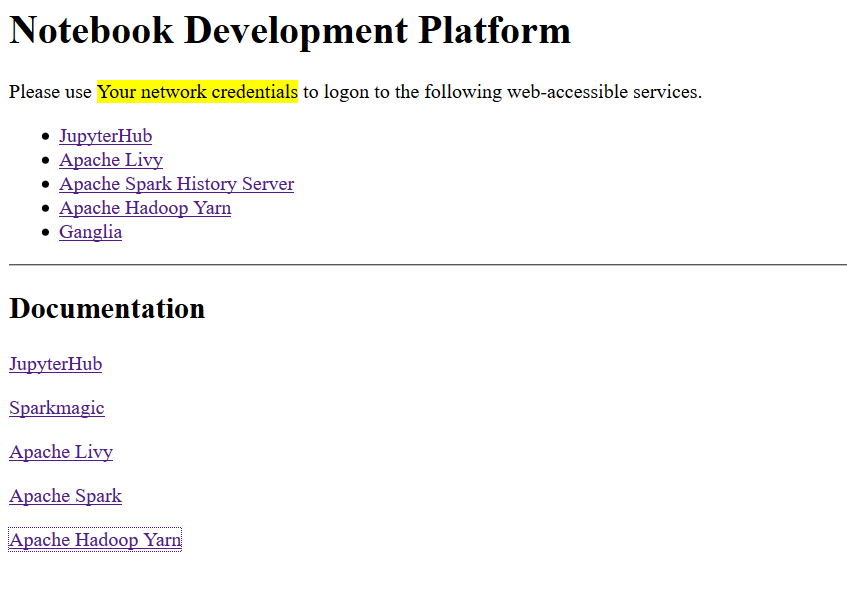 Notebook Development Platform
Please use Your network credentials to logon to the following web-accessible services.
JupyterHub
Apache Livy
Apache Spark History Server
Apache Hadoop Yarn
Ganglia
Documentation
JupyterHub
Sparkmagic
Apache Livy
Apache Spark
Apache Hadoop Yarn